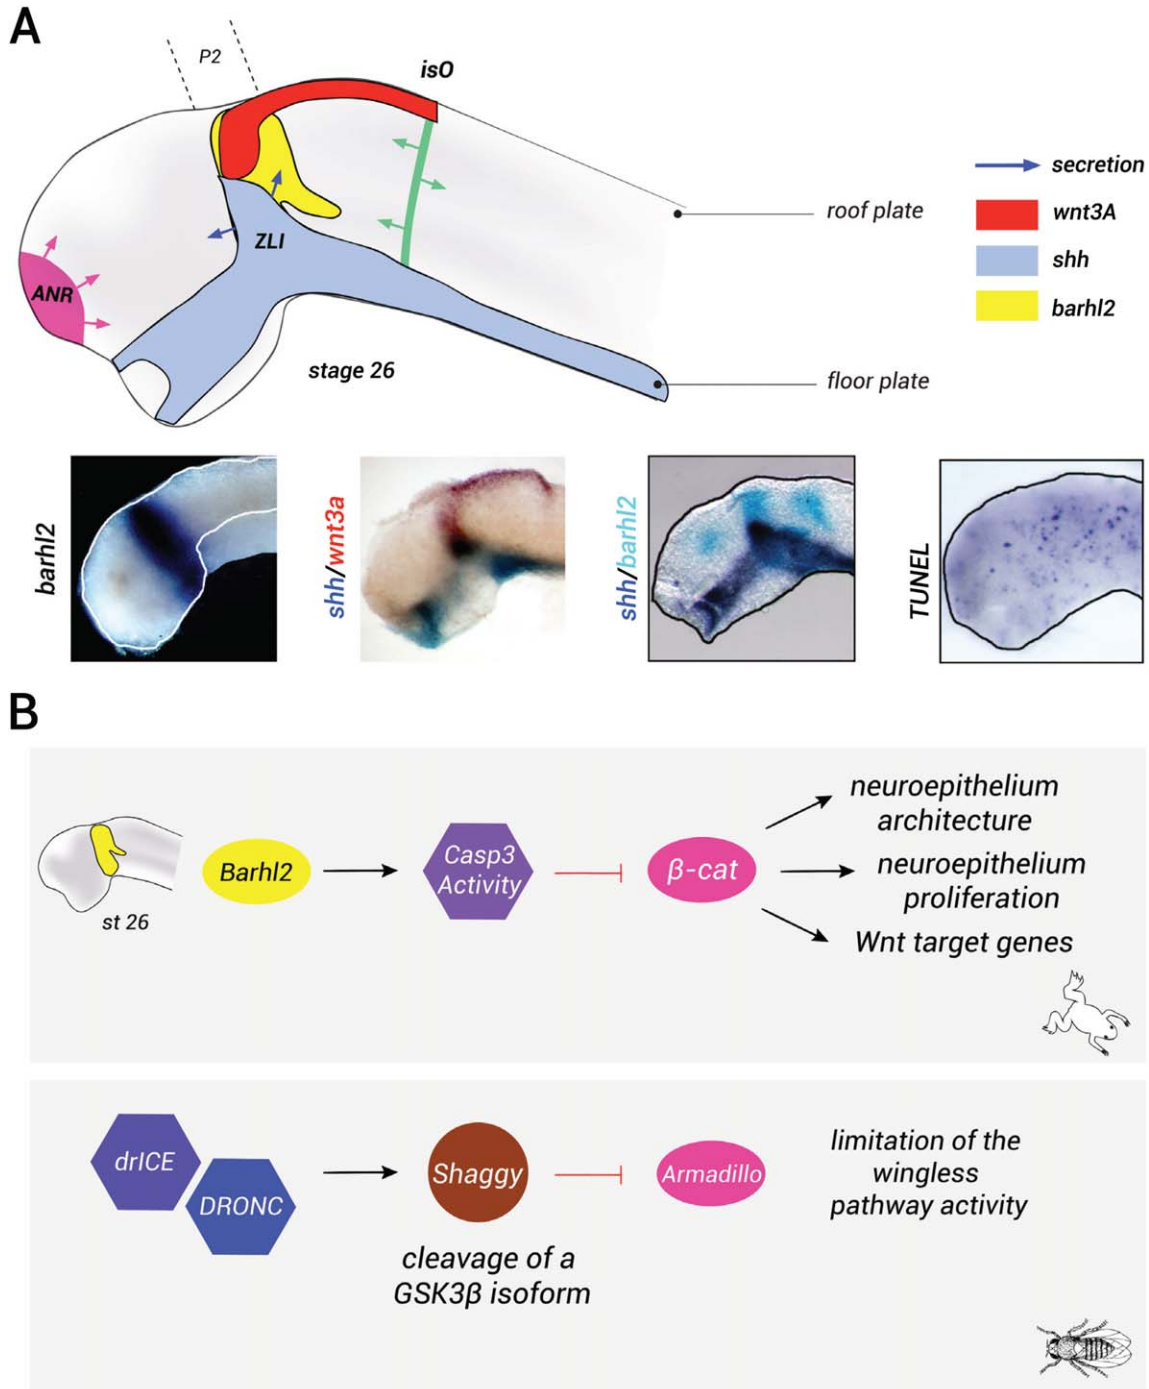 A
P2
isO
secretion
wnt3A
shh
barhl2
roof plate
floor plate
ZLI
ANR
stage 26
barhl2
shh/wnt3a
shh/barhl2
TUNEL
B
st 26
Barhl2
Casp3
Activity
β-cat
neuroepithelium
architecture
neuroepithelium
proliferation
Wnt target genes
drICE
DRONC
Shaggy
cleavage of a
GSK3β isoform
Armadillo
limitation of the
wingless
pathway activity